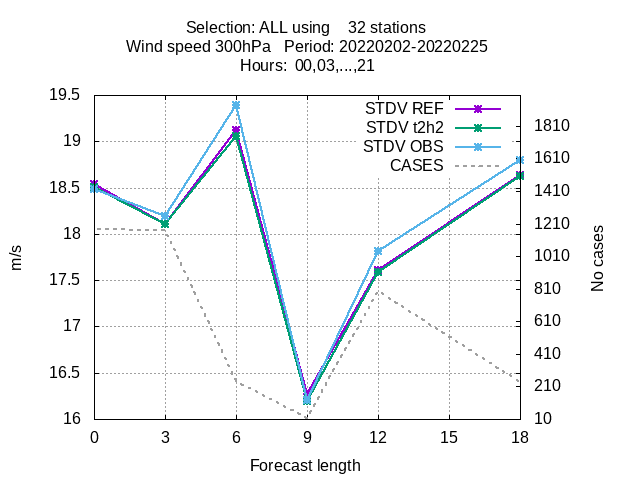 Selection: ALL using    32 stations
Wind speed 300hPa   Period: 20220202-20220225
Hours:  00,03,...,21
STDV REF
STDV t2h2
STDV OBS
CASES
19.5
19
18.5
18
17.5
17
16.5
16
1810
1610
1410
1210
1010
810
610
410
210
10
m/s
No cases
0 3 6 9 12 15 18
Forecast length